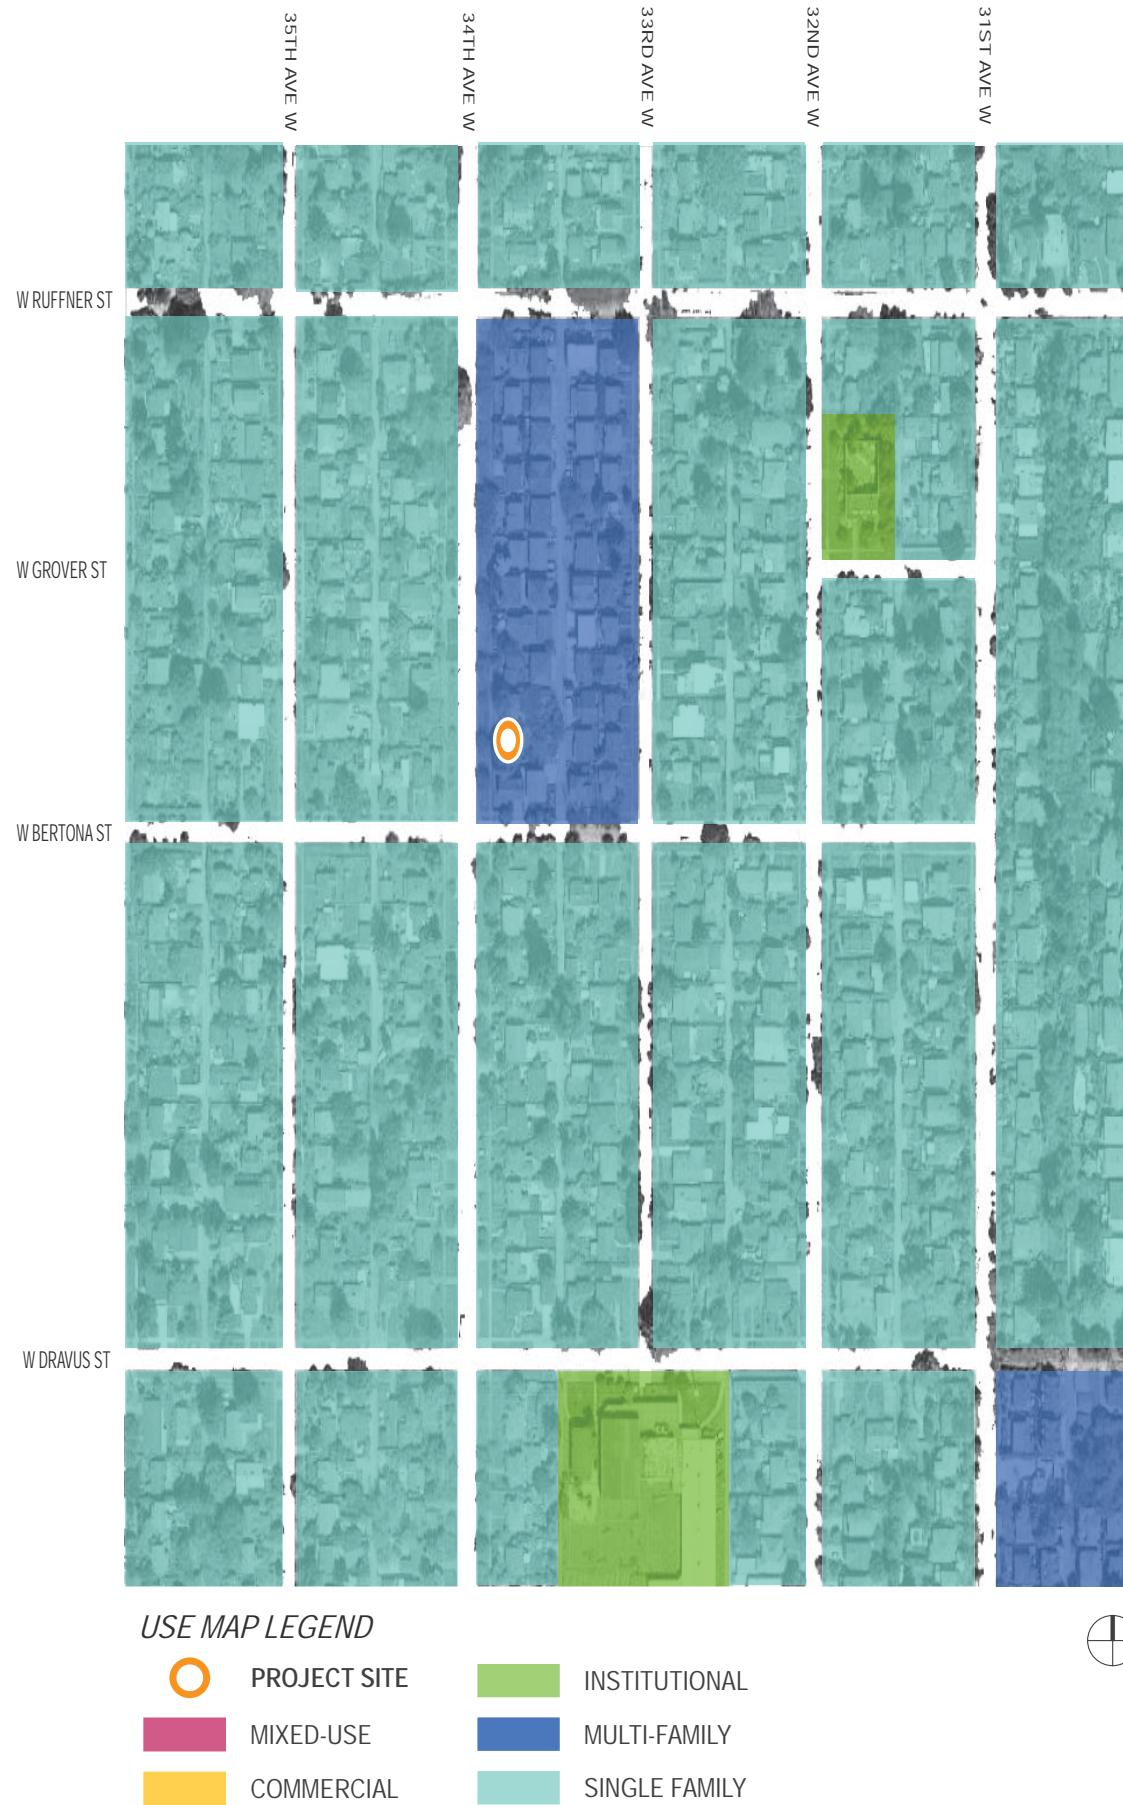 35TH AVE W
34TH AVE W
33RD AVE W
32ND AVE W
31ST AVE W
W RUFFNER ST
W GROVER ST
W BERTONA ST
W DRAVUS ST
USE MAP LEGEND
PROJECT SITE
INSTITUTIONAL
MIXED-USE
MULTI-FAMILY
COMMERCIAL
SINGLE FAMILY